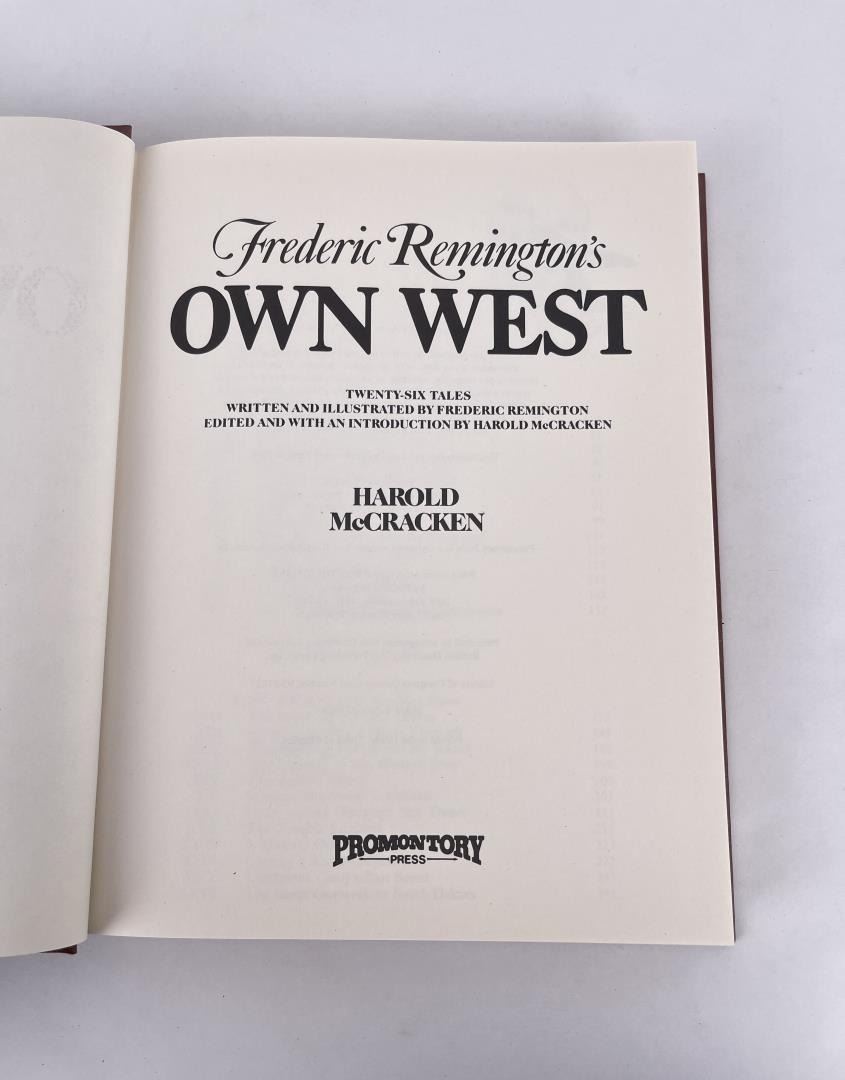 Frederic Remington's
OWN WEST
TWENTY-SIX TALES
WRITTEN AND ILLUSTRATED BY FREDERIC REMINGTON
EDITED AND WITH AN INTRODUCTION BY HAROLD McCRACKEN
HAROLD
McCRACKEN
PROMONTORY
PRESS